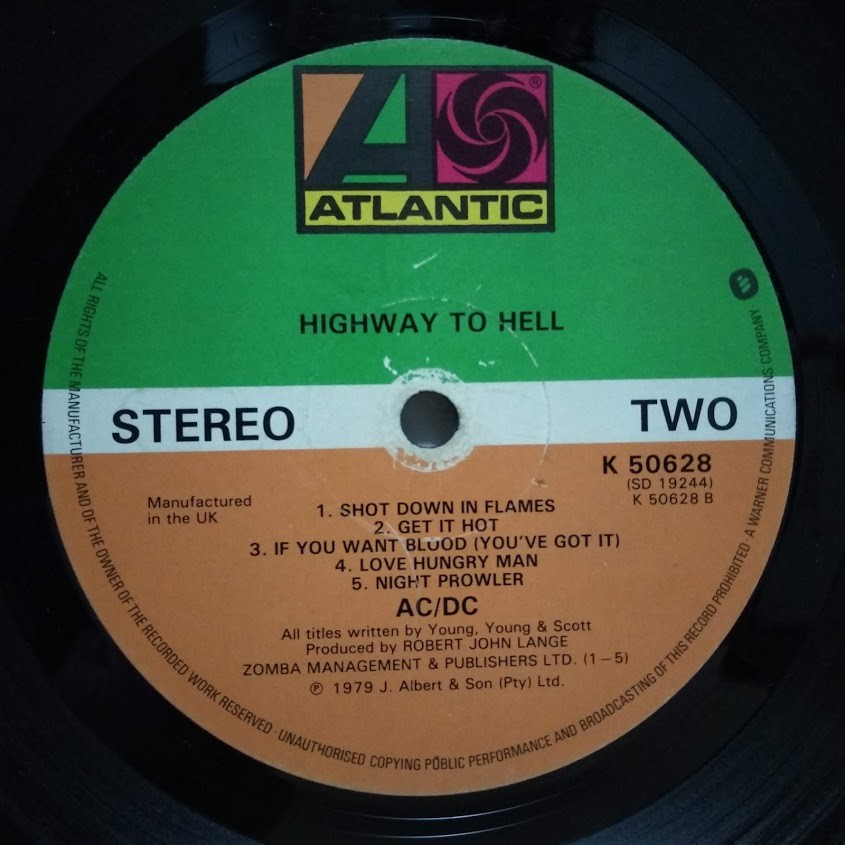 ®
ATLANTIC
HIGHWAY TO HELL
STEREO
TWO
K 50628
(SD 19244)
K 50628 B
Manufactured
in the UK
1. SHOT DOWN IN FLAMES
2. GET IT HOT
3. IF YOU WANT BLOOD (YOU'VE GOT IT)
4. LOVE HUNGRY MAN
5. NIGHT PROWLER
AC/DC
All titles written by Young, Young & Scott
Produced by ROBERT JOHN LANGE
ZOMBA MANAGEMENT & PUBLISHERS LTD. (1–5)
℗ 1979 J. Albert & Son (Pty) Ltd.
ALL RIGHTS OF THE MANUFACTURER AND OF THE OWNER OF THE RECORDED WORK RESERVED · UNAUTHORISED COPYING PUBLIC PERFORMANCE AND BROADCASTING OF THIS RECORD PROHIBITED · A WARNER COMMUNICATIONS COMPANY